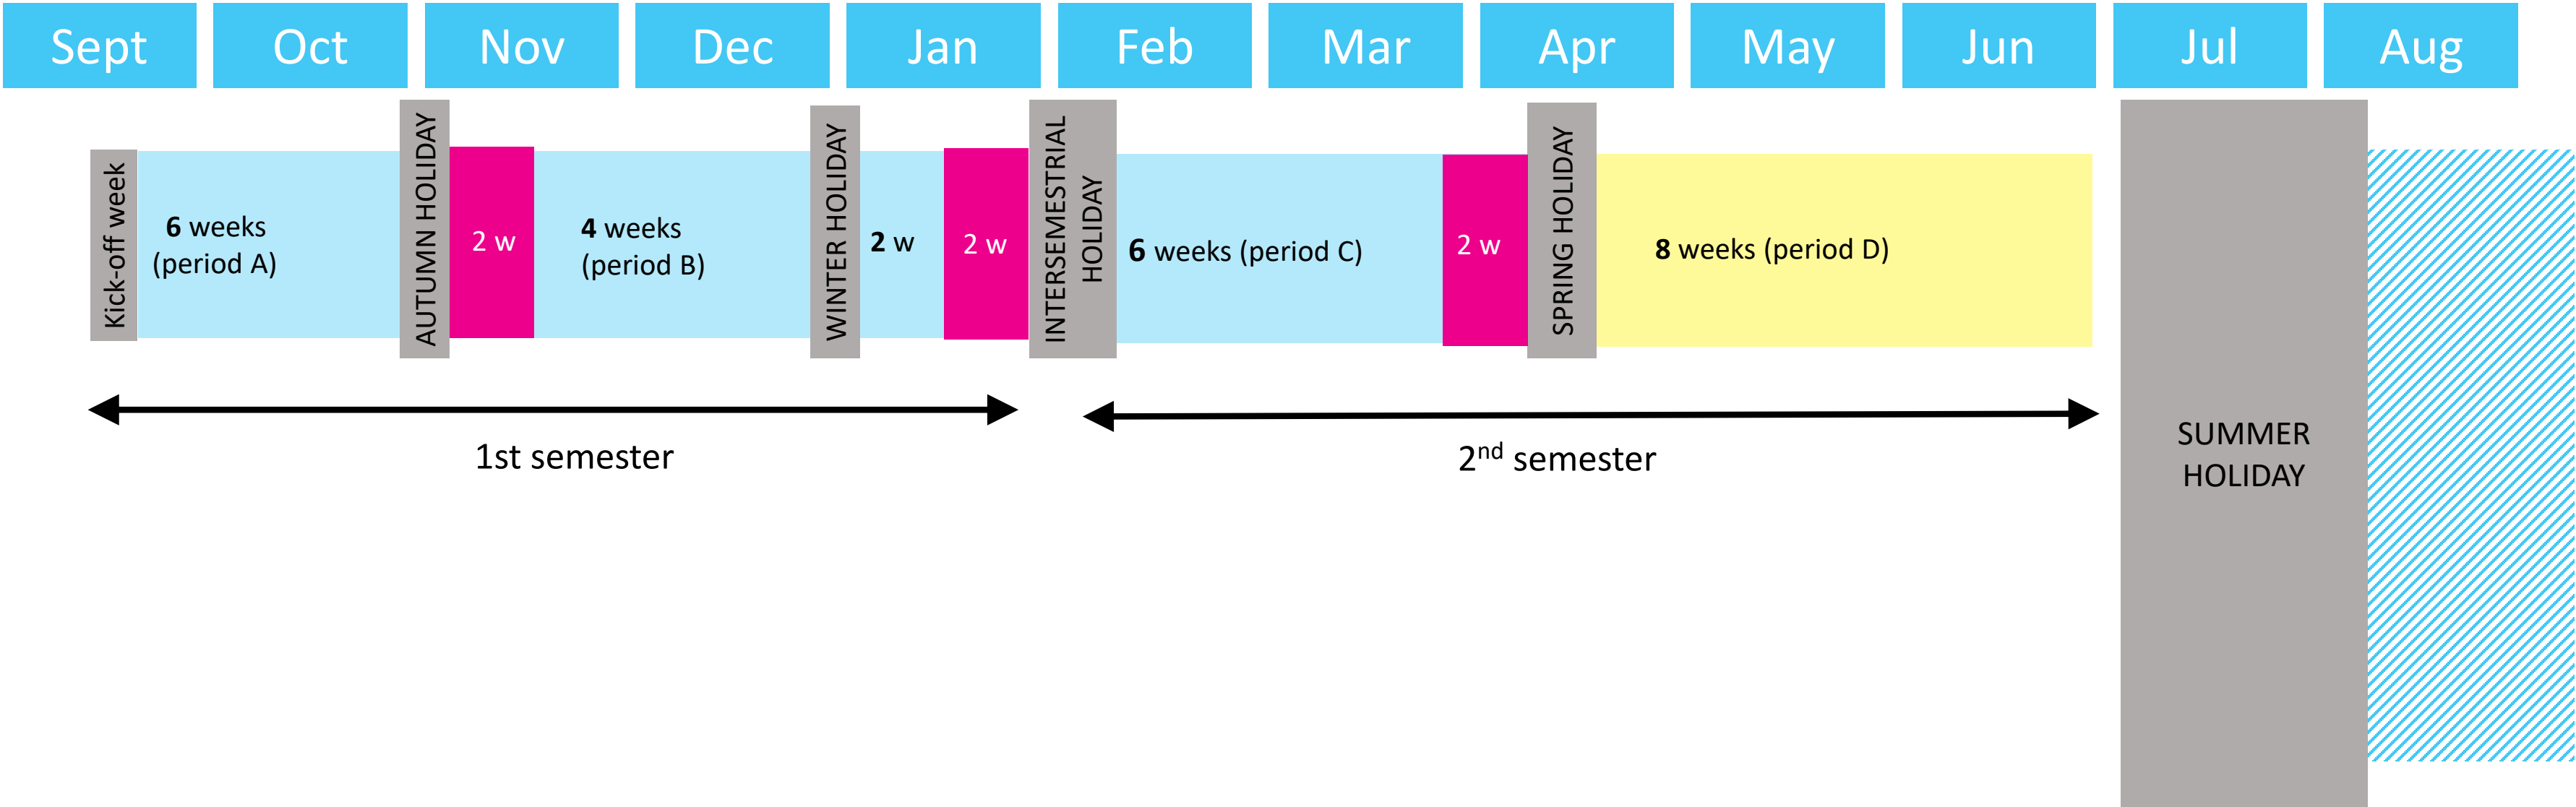 Sept Oct Nov Dec Jan Feb Mar Apr May Jun Jul Aug
Kick-off week
6 weeks
(period A)
AUTUMN HOLIDAY
2 w
4 weeks
(period B)
WINTER HOLIDAY
2 w
2 w
INTERSEMESTRIAL
HOLIDAY
6 weeks (period C)
2 w
SPRING HOLIDAY
8 weeks (period D)
1st semester
2nd semester
SUMMER
HOLIDAY